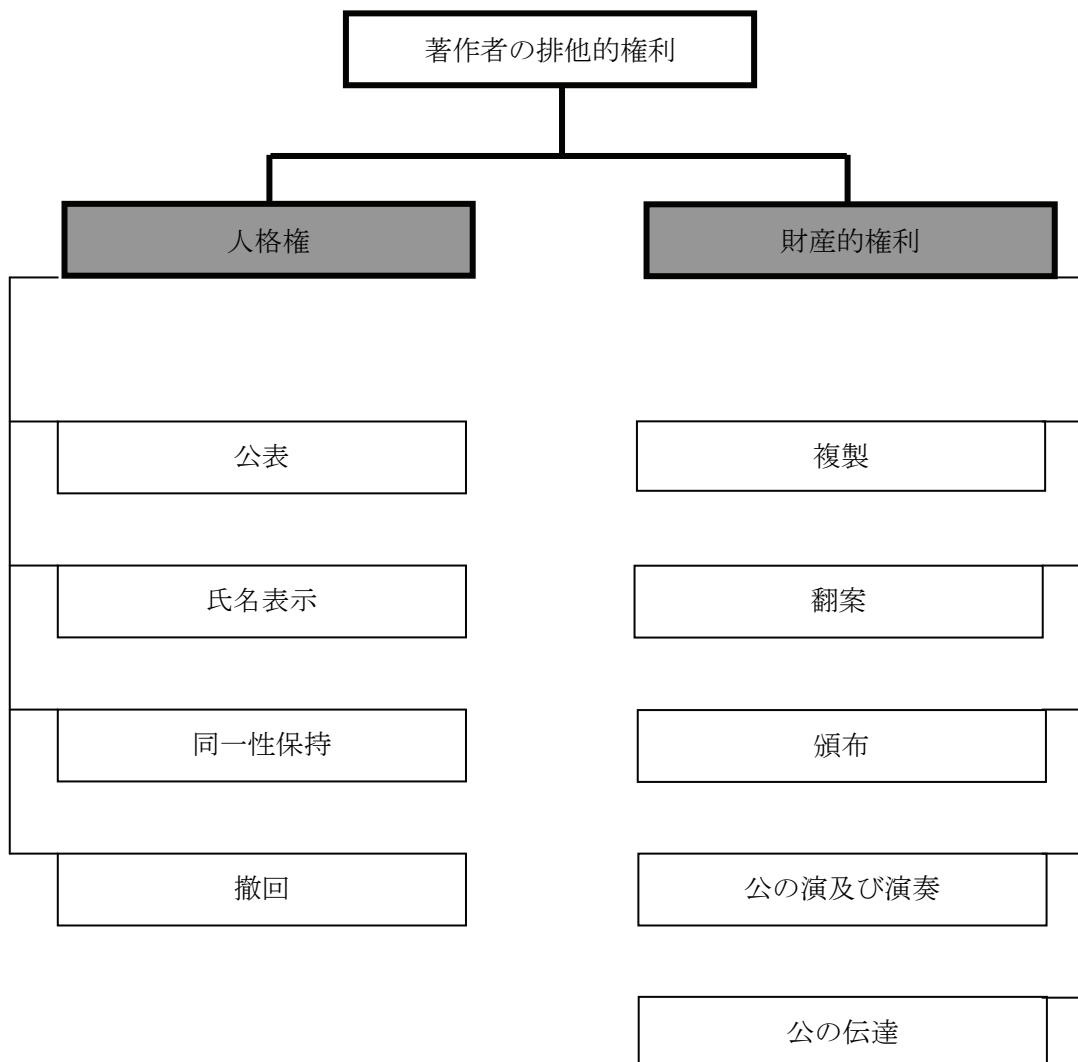 著作者の排他的権利
人格権
財産的権利
公表
複製
氏名表示
翻案
同一性保持
頒布
撤回
公の演及び演奏
公の伝達